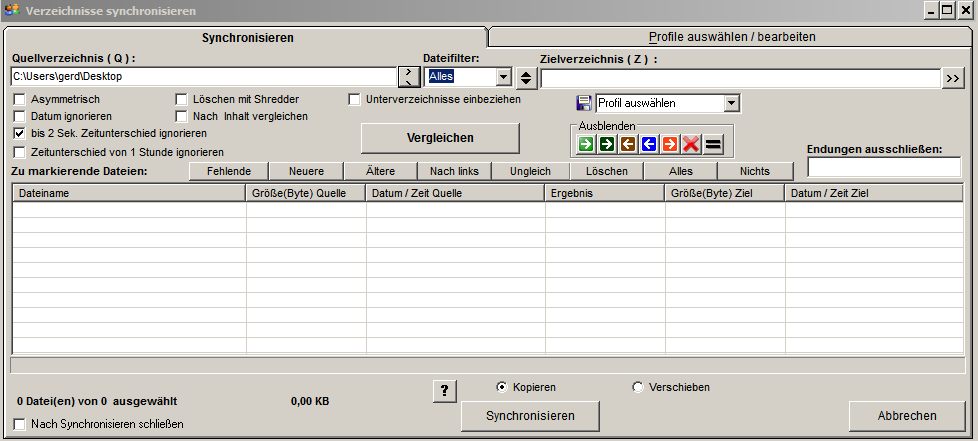 Verzeichnisse synchronisieren
Synchronisieren
Profile auswählen / bearbeiten
Quellverzeichnis ( Q ) :
Dateifilter:
Zielverzeichnis ( Z ) :
C:\Users\gerd\Desktop
Alles
>>
Asymmetrisch
Löschen mit Shredder
Unterverzeichnisse einbeziehen
Profil auswählen
Datum ignorieren
Nach Inhalt vergleichen
bis 2 Sek. Zeitunterschied ignorieren
Vergleichen
Ausblenden
Zeitunterschied von 1 Stunde ignorieren
Endungen ausschließen:
Zu markierende Dateien:
Fehlende
Neuere
Ältere
Nach links
Ungleich
Löschen
Alles
Nichts
Dateiname
Größe(Byte) Quelle
Datum / Zeit Quelle
Ergebnis
Größe(Byte) Ziel
Datum / Zeit Ziel
0 Datei(en) von 0 ausgewählt
0,00 KB
?
Kopieren
Verschieben
Synchronisieren
Abbrechen
Nach Synchronisieren schließen